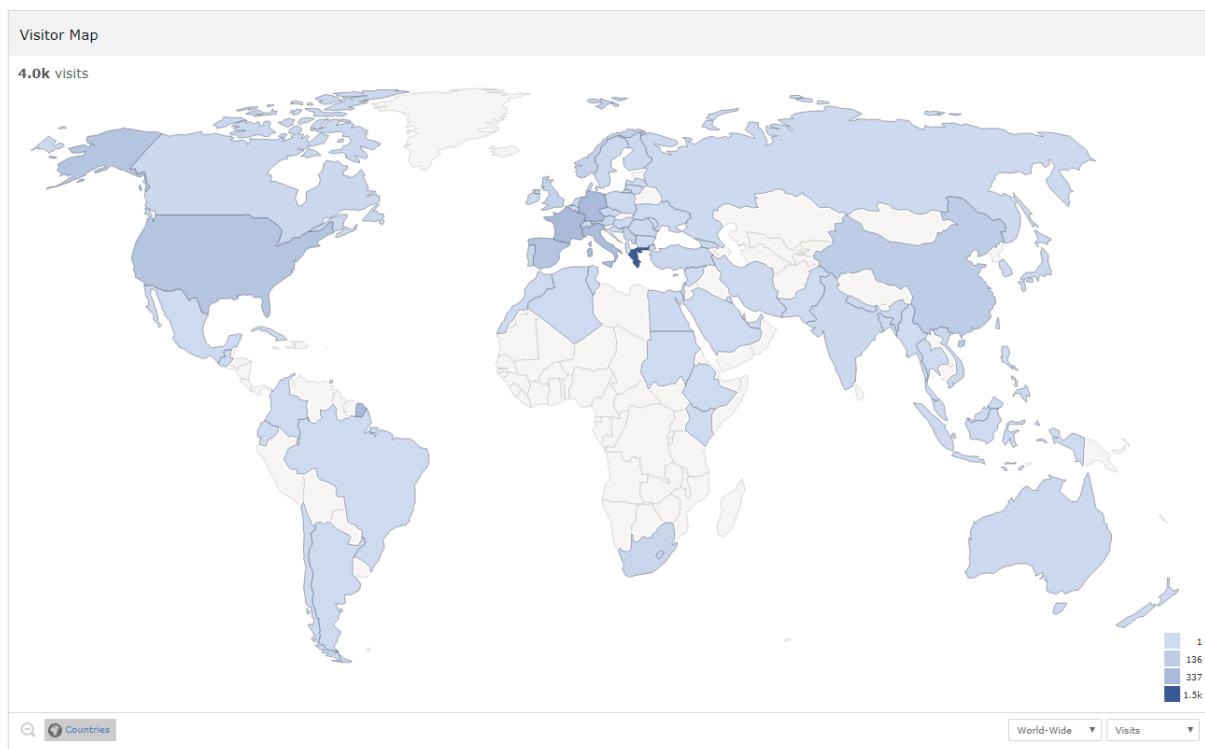 Visitor Map
4.0k visits
1
136
337
1.5k
Countries
World-Wide
Visits